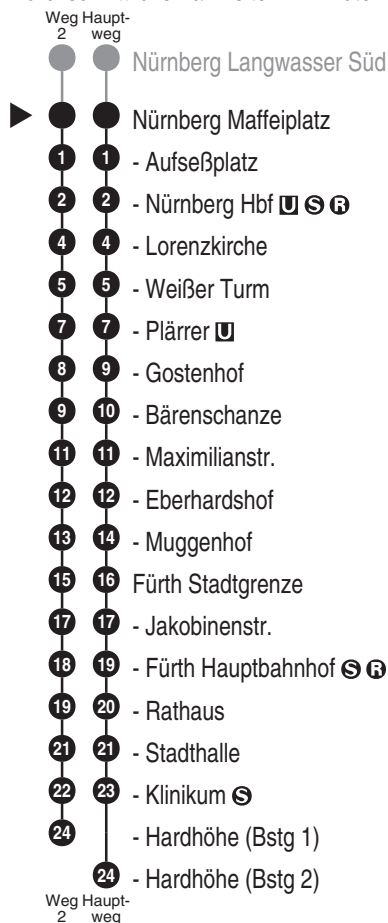 Weg Haupt-
2 weg
Nürnberg Langwasser Süd
Nürnberg Maffeiplatz
1 1 - Aufseßplatz
2 2 - Nürnberg Hbf U S R
4 4 - Lorenzkirche
5 5 - Weißer Turm
7 7 - Plärrer U
8 9 - Gostenhof
9 10 - Bärenschanze
11 11 - Maximilianstr.
12 12 - Eberhardshof
13 14 - Muggenhof
15 16 Fürth Stadtgrenze
17 17 - Jakobinenstr.
18 19 - Fürth Hauptbahnhof S R
19 20 - Rathaus
21 21 - Stadthalle
22 23 - Klinikum S
24 - Hardhöhe (Bstg 1)
24 - Hardhöhe (Bstg 2)
Weg Haupt-
2 weg